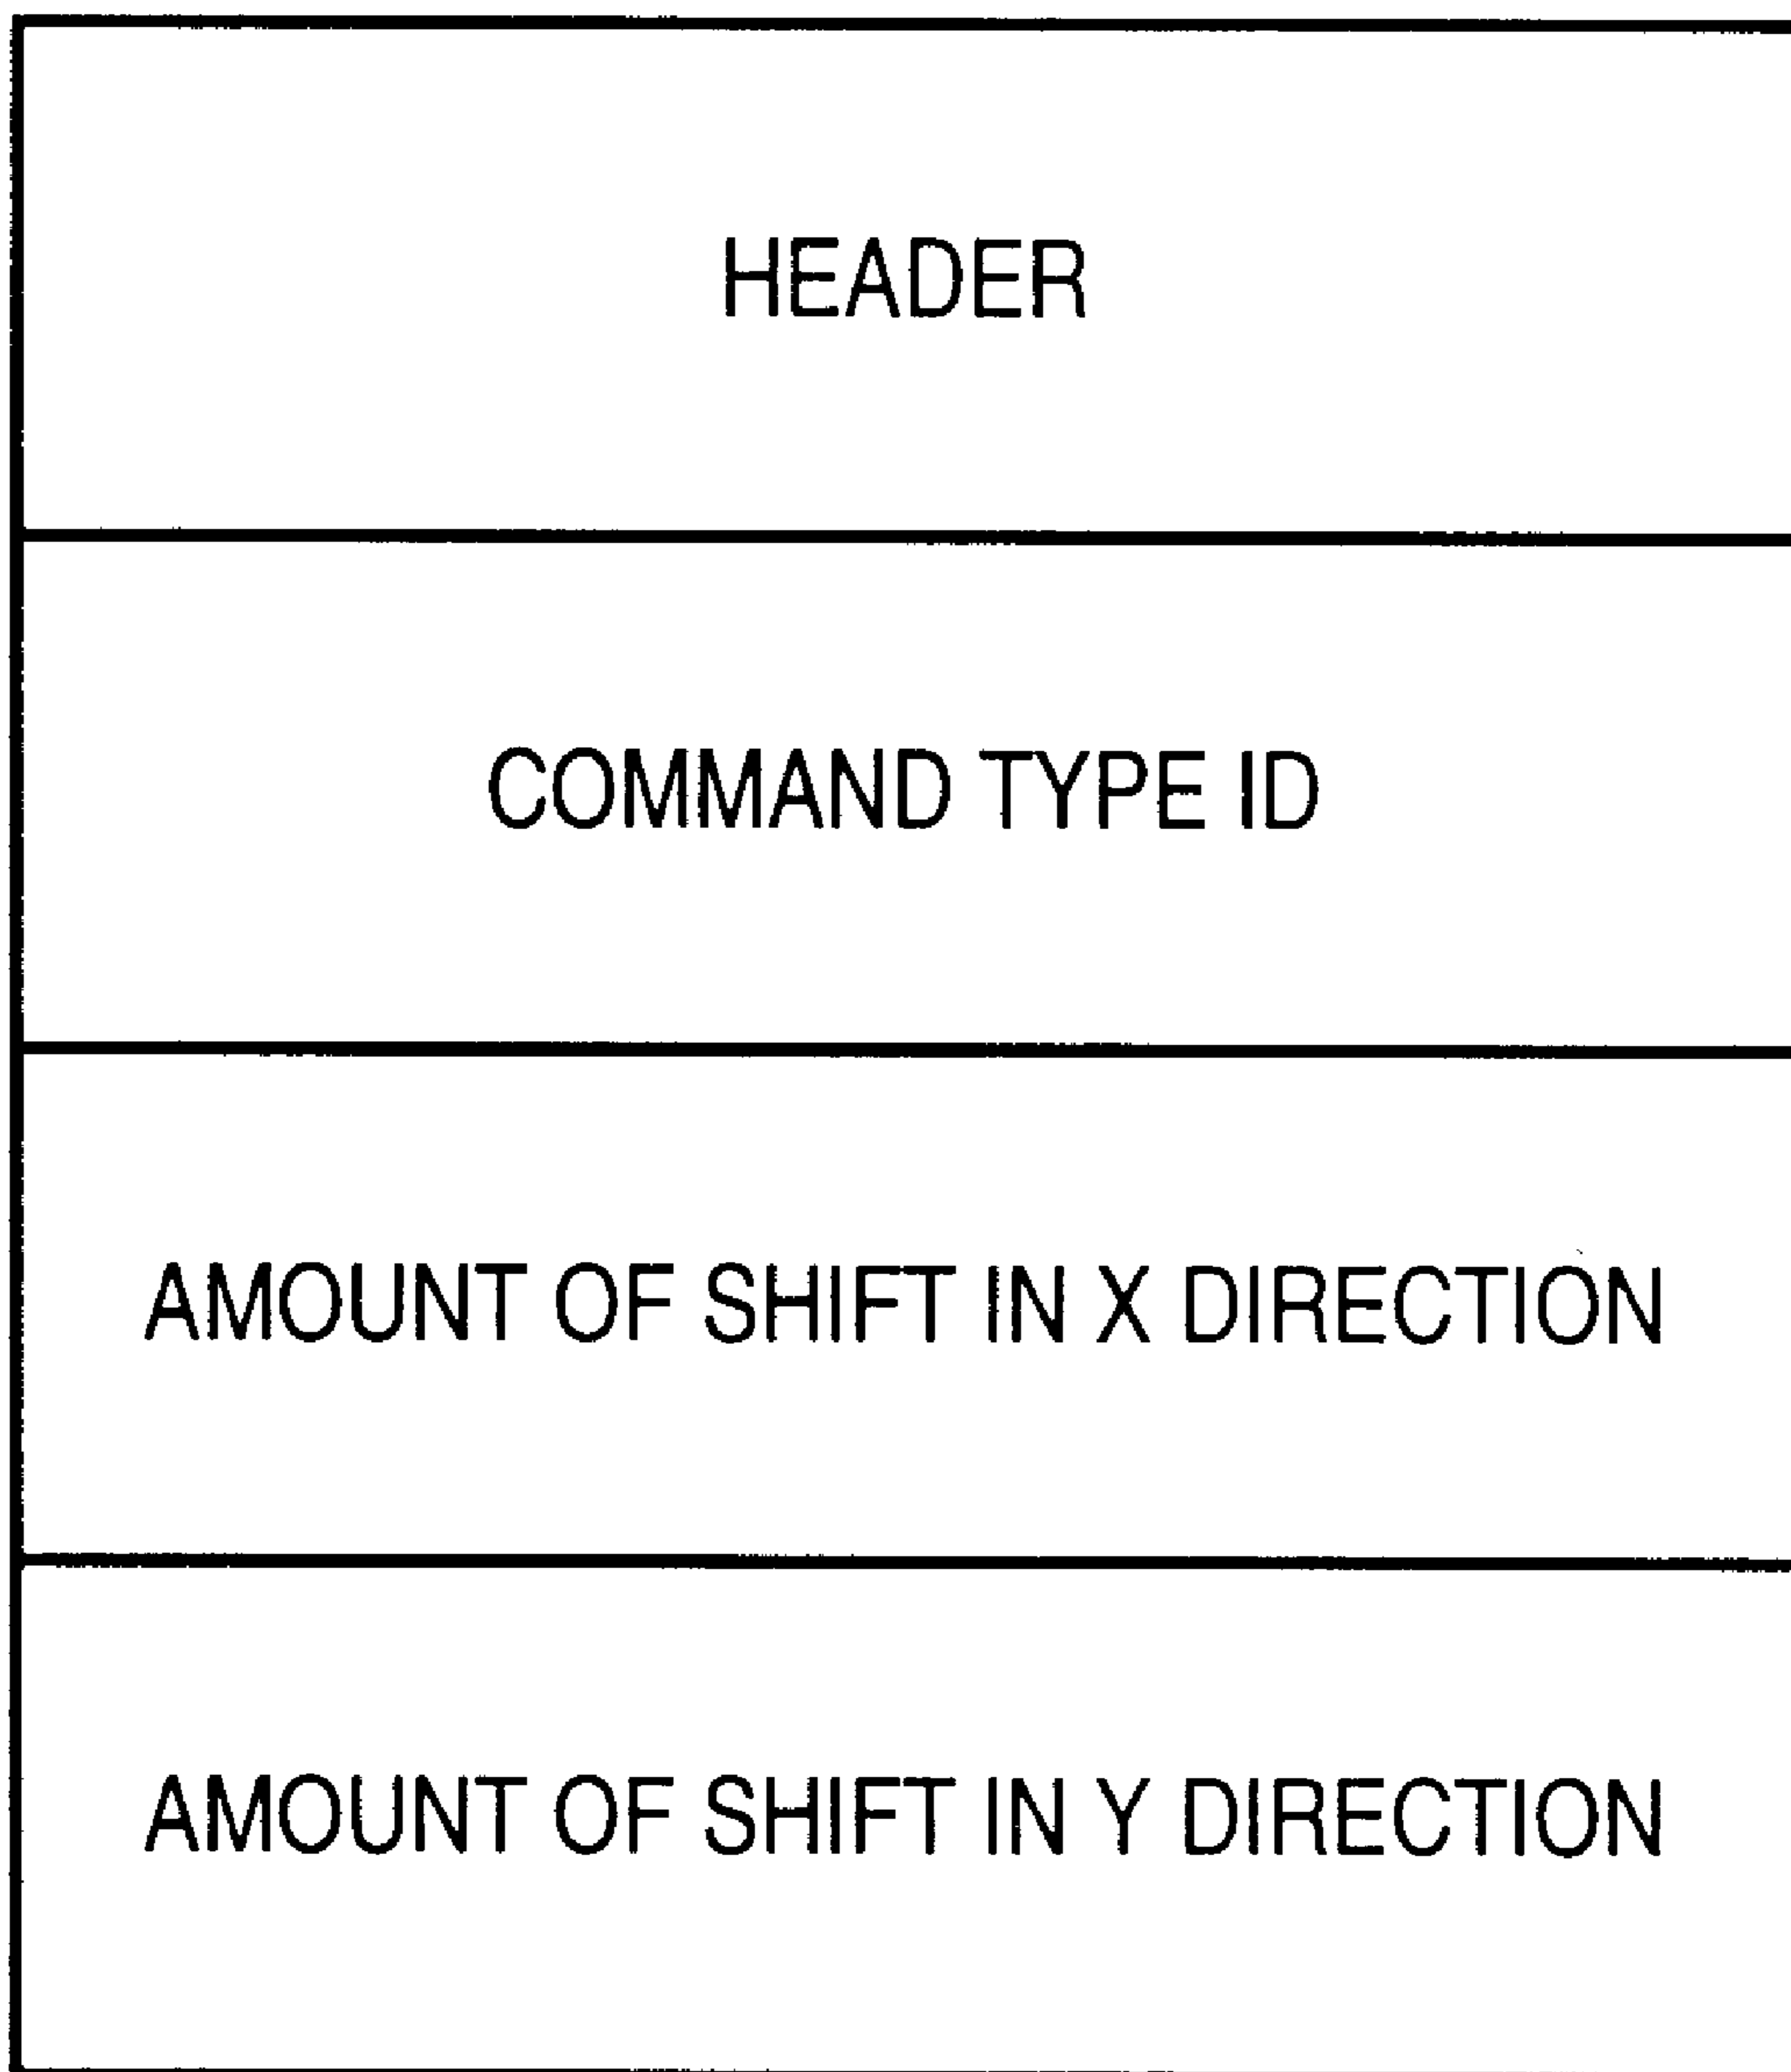 HEADER
COMMAND TYPE ID
AMOUNT OF SHIFT IN X DIRECTION
AMOUNT OF SHIFT IN Y DIRECTION